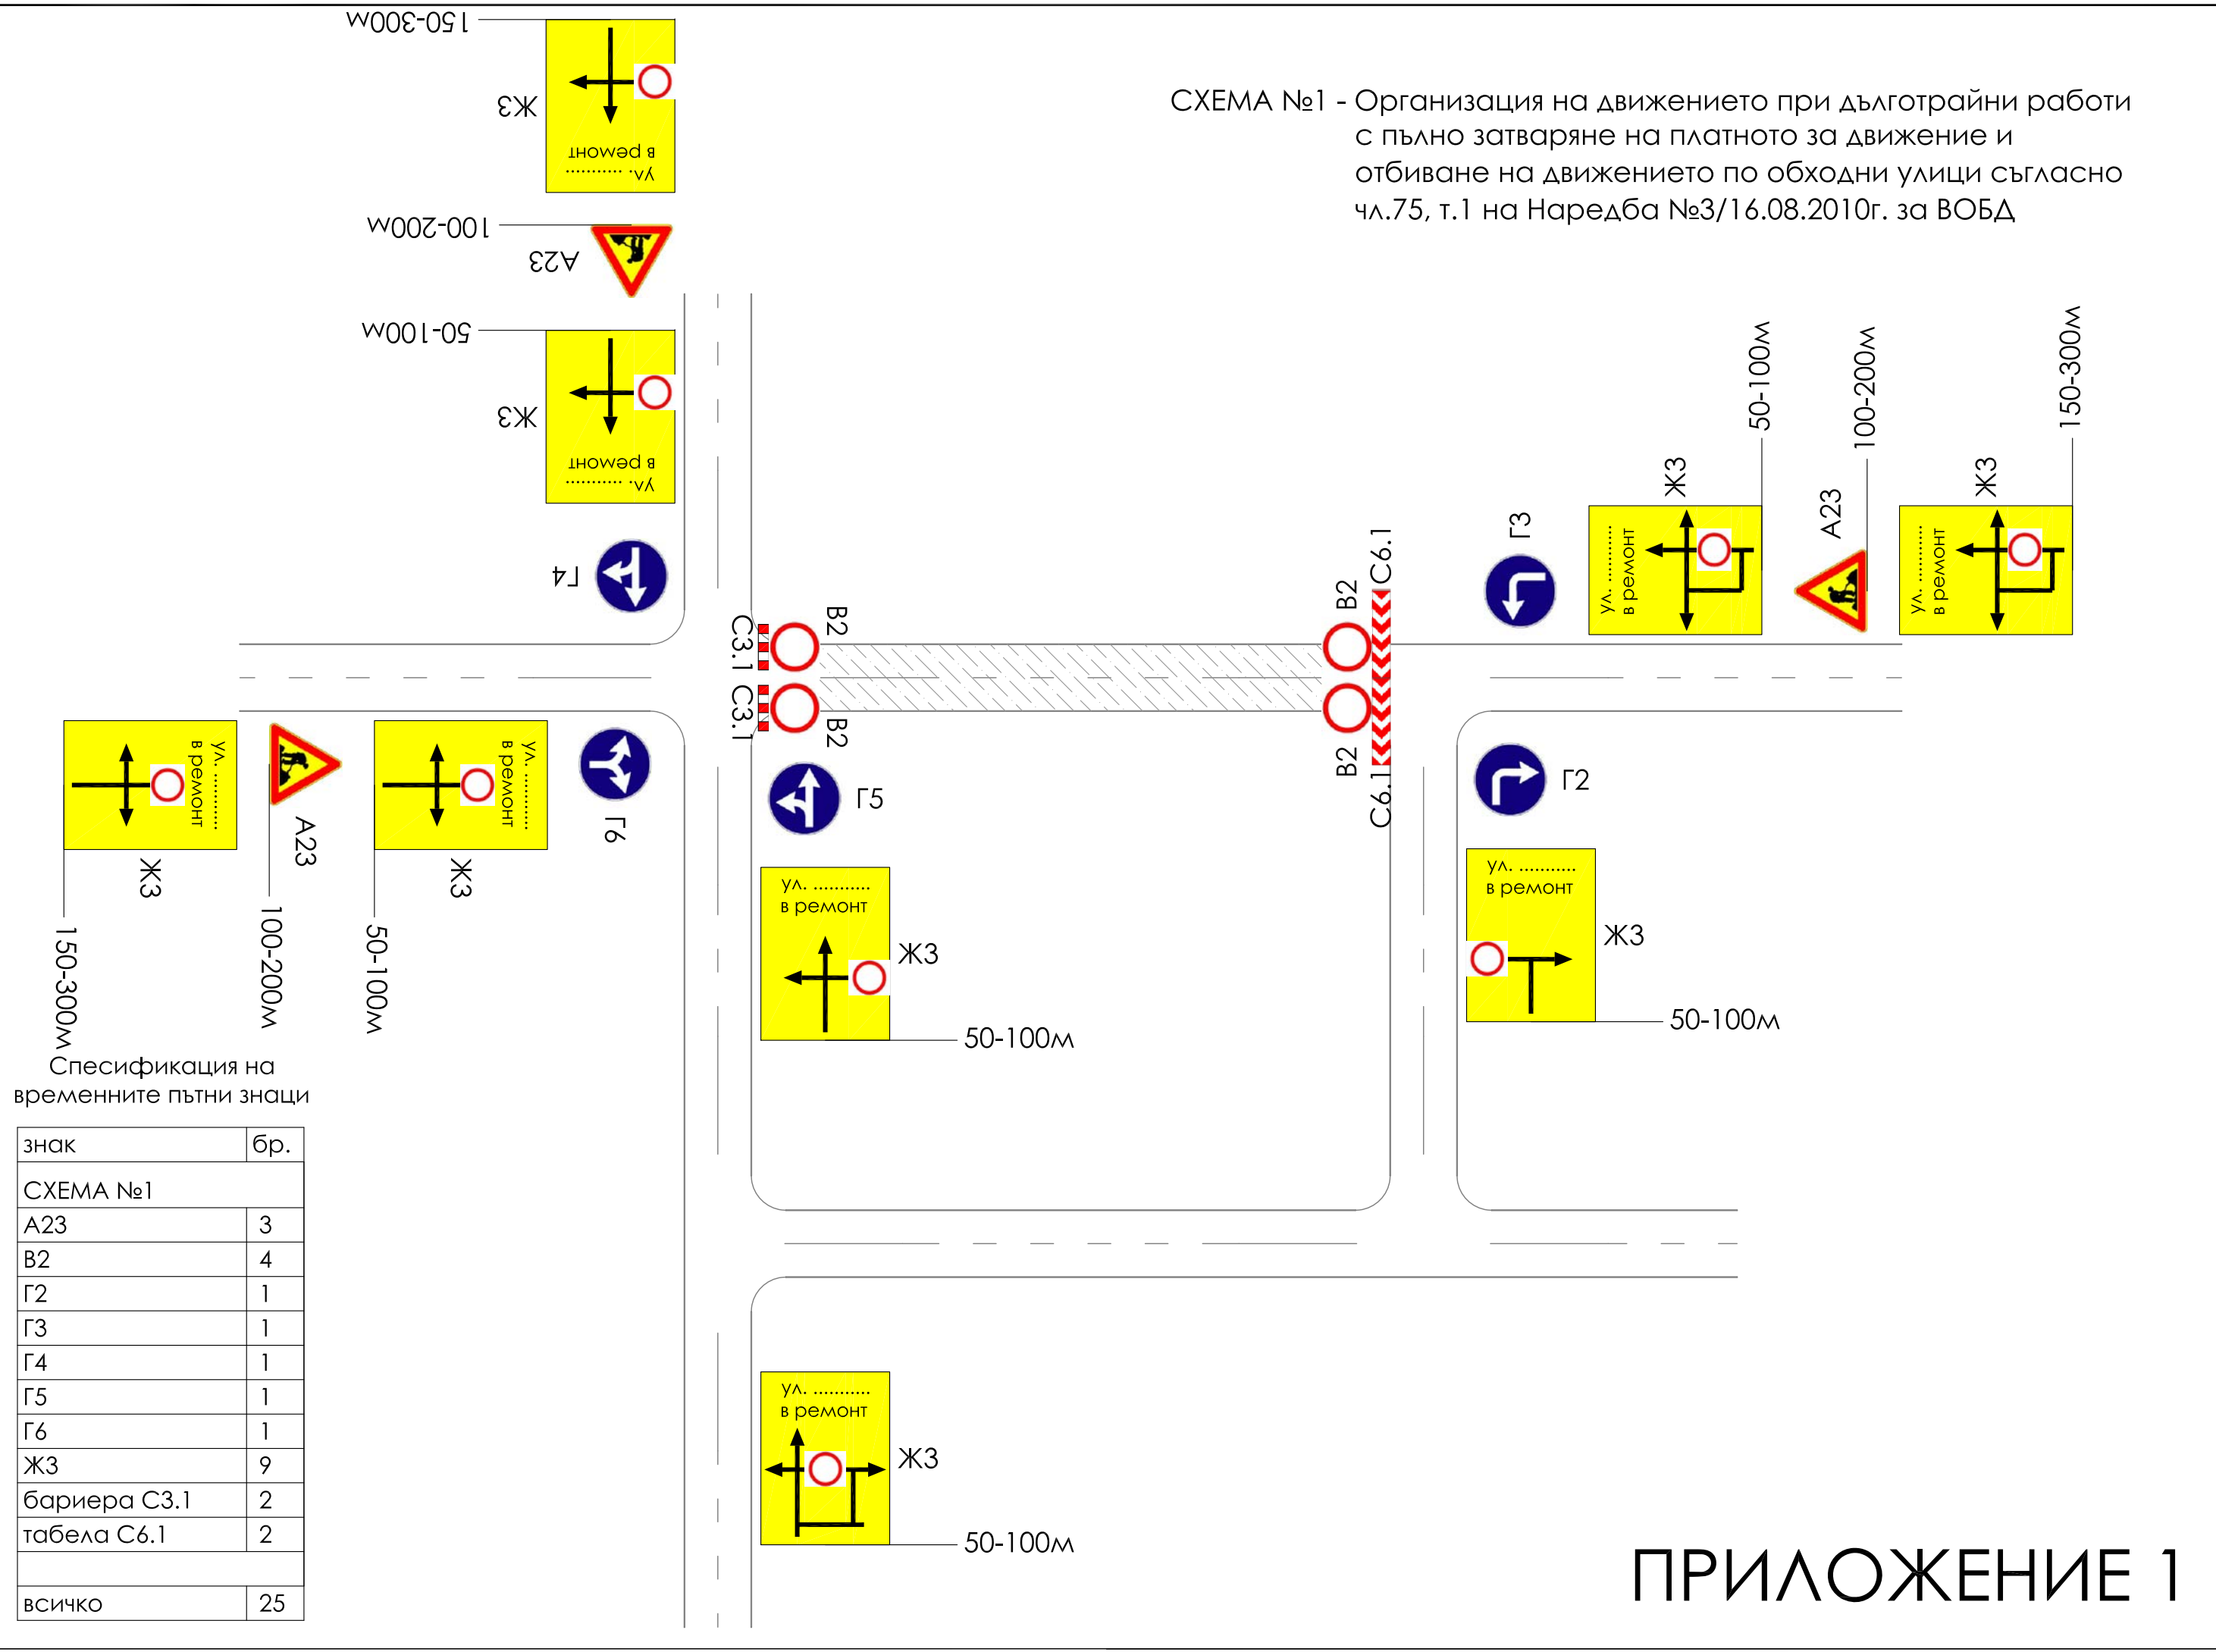 150-300м
Ж3
ул. ...........
в ремонт
100-200м
А23
50-100м
Ж3
ул. ...........
в ремонт
Г4
СХЕМА №1 - Организация на движението при дълготрайни работи
с пълно затваряне на платното за движение и
отбиване на движението по обходни улици съгласно
чл.75, т.1 на Наредба №3/16.08.2010г. за ВОБД
50-100м
100-200м
150-300м
Ж3
А23
Ж3
Г3
ул. ...........
в ремонт
ул. ...........
в ремонт
С3.1
В2
С3.1
В2
В2
С6.1
В2
С6.1
ул. ...........
в ремонт
Ж3
150-300м
А23
100-200м
ул. ...........
в ремонт
Ж3
50-100м
Г6
Г5
ул. ...........
в ремонт
Ж3
50-100м
Г2
ул. ...........
в ремонт
Ж3
50-100м
ул. ...........
в ремонт
Ж3
50-100м
Спесификация на
временните пътни знаци
знак бр.
СХЕМА №1
А23 3
В2 4
Г2 1
Г3 1
Г4 1
Г5 1
Г6 1
Ж3 9
бариера С3.1 2
табела С6.1 2
всичко 25
ПРИЛОЖЕНИЕ 1